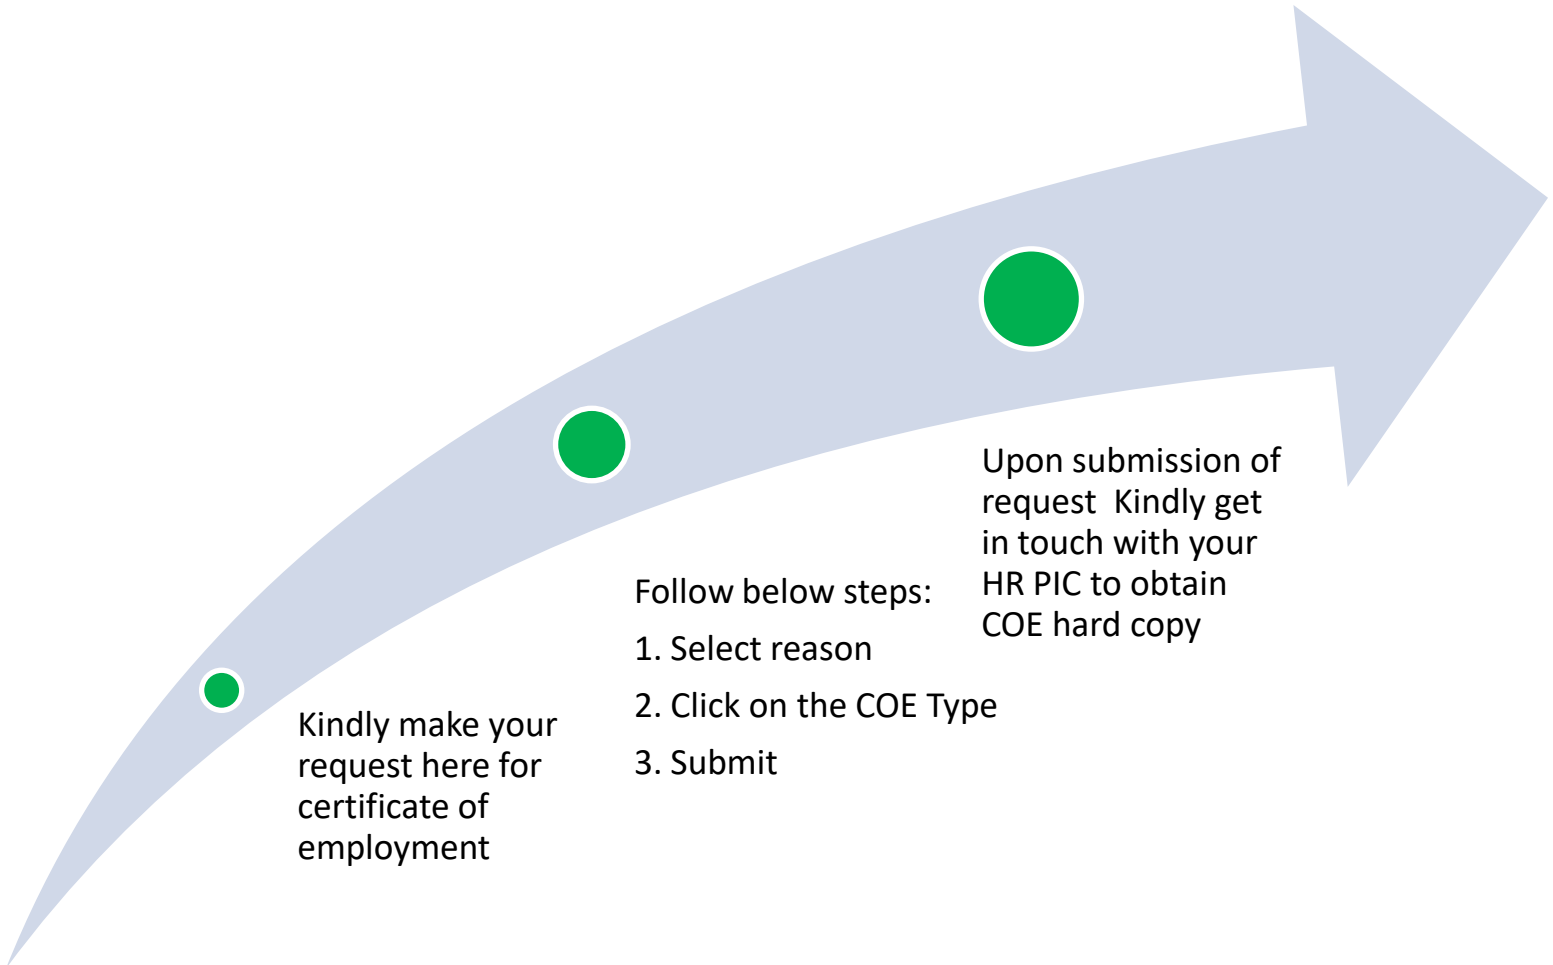 Kindly make your
request here for
certificate of
employment
Follow below steps:
1. Select reason
2. Click on the COE Type
3. Submit
Upon submission of
request  Kindly get
in touch with your
HR PIC to obtain
COE hard copy